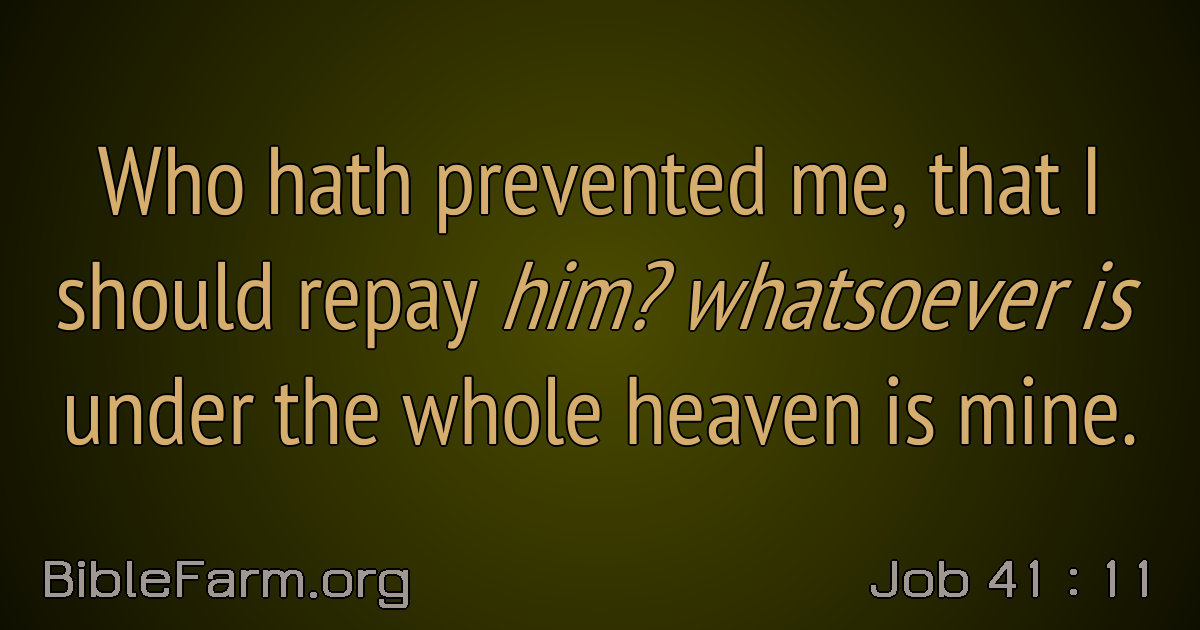 Who hath prevented me, that I
should repay him? whatsoever is
under the whole heaven is mine.
BibleFarm.org
Job 41 : 11